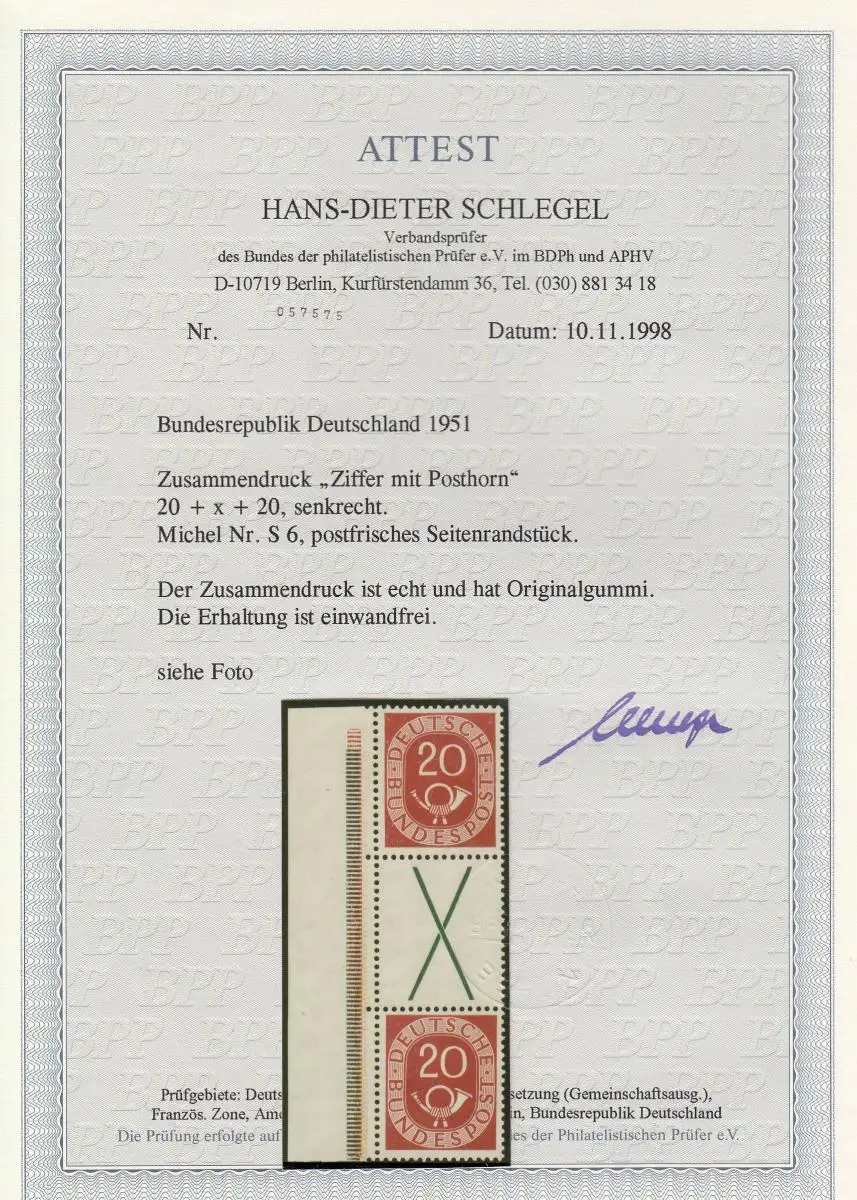 ATTEST
HANS-DIETER SCHLEGEL
Verbandsprüfer
des Bundes der philatelistischen Prüfer e.V. im BDPh und APHV
D-10719 Berlin, Kurfürstendamm 36, Tel. (030) 881 34 18
057575
Nr. Datum: 10.11.1998
Bundesrepublik Deutschland 1951
Zusammendruck „Ziffer mit Posthorn“
20 + x + 20, senkrecht.
Michel Nr. S 6, postfrisches Seitenrandstück.
Der Zusammendruck ist echt und hat Originalgummi.
Die Erhaltung ist einwandfrei.
siehe Foto
DEUTSCHE
20
BUNDESPOST
X
DEUTSCHE
20
BUNDESPOST
Prüfgebiete: Deuts setzung (Gemeinschaftsausg.),
Französ. Zone, Ame n, Bundesrepublik Deutschland
Die Prüfung erfolgte auf es der Philatelistischen Prüfer e.V.
BPP